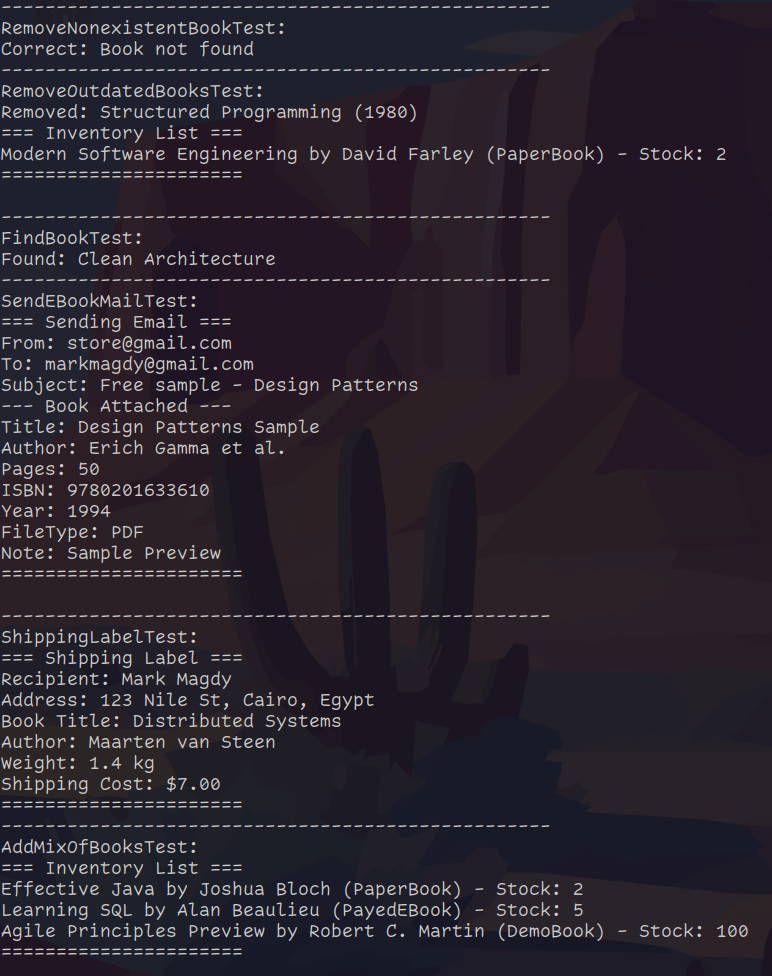 --------------------------------------------------
RemoveNonexistentBookTest:
Correct: Book not found
--------------------------------------------------
RemoveOutdatedBooksTest:
Removed: Structured Programming (1980)
=== Inventory List ===
Modern Software Engineering by David Farley (PaperBook) - Stock: 2
======================
--------------------------------------------------
FindBookTest:
Found: Clean Architecture
--------------------------------------------------
SendEBookMailTest:
=== Sending Email ===
From: store@gmail.com
To: markmagdy@gmail.com
Subject: Free sample - Design Patterns
--- Book Attached ---
Title: Design Patterns Sample
Author: Erich Gamma et al.
Pages: 50
ISBN: 9780201633610
Year: 1994
FileType: PDF
Note: Sample Preview
======================
--------------------------------------------------
ShippingLabelTest:
=== Shipping Label ===
Recipient: Mark Magdy
Address: 123 Nile St, Cairo, Egypt
Book Title: Distributed Systems
Author: Maarten van Steen
Weight: 1.4 kg
Shipping Cost: $7.00
======================
--------------------------------------------------
AddMixOfBooksTest:
=== Inventory List ===
Effective Java by Joshua Bloch (PaperBook) - Stock: 2
Learning SQL by Alan Beaulieu (PayedEBook) - Stock: 5
Agile Principles Preview by Robert C. Martin (DemoBook) - Stock: 100
======================